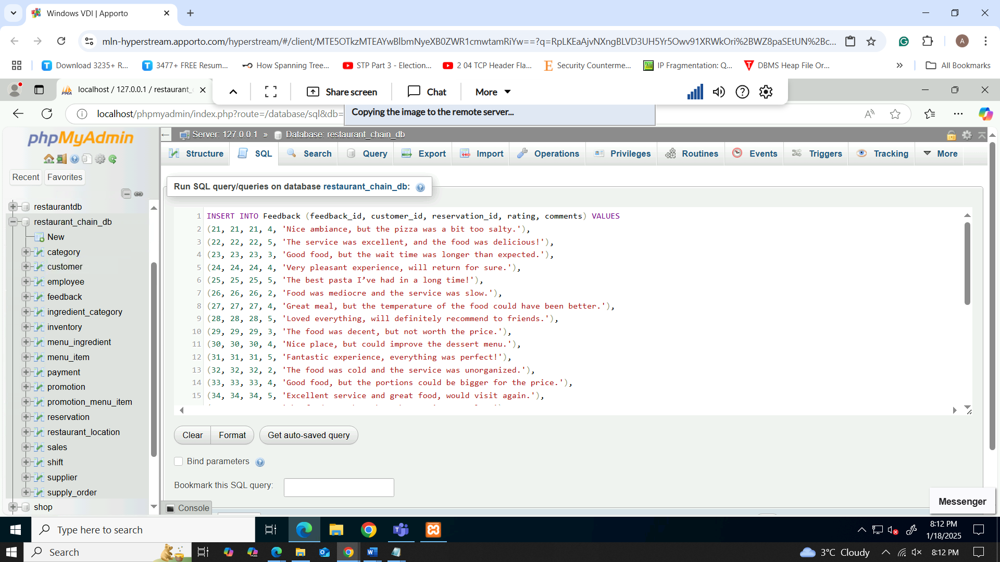 Windows VDI | Apporto
mln-hyperstream.apporto.com/hyperstream/#/client/MTE5OTkzMTEAYwBlbmNyeXB0ZWR1cmwtamRiYw==?q=RpLKEaAjvNXngBLVD3UH5Yr5Owv91XRWkOri%2BWZ8paSEtUN%2Bc...
A
Download 3235+ R...
3477+ FREE Resum...
How Spanning Tree...
STP Part 3 - Election...
2 04 TCP Header Fla...
Security Counterme...
IP Fragmentation: Q...
DBMS Heap File Or...
All Bookmarks
localhost / 127.0.0.1 / restaurant_
Share screen
Chat
More
localhost/phpmyadmin/index.php?route=/database/sql&db=
Copying the image to the remote server...
phpMyAdmin
Recent
Favorites
restaurantdb
restaurant_chain_db
New
category
customer
employee
feedback
ingredient_category
inventory
menu_ingredient
menu_item
payment
promotion
promotion_menu_item
reservation
restaurant_location
sales
shift
supplier
supply_order
shop
Server: 127.0.0.1 » Database: restaurant_chain_db
Structure
SQL
Search
Query
Export
Import
Operations
Privileges
Routines
Events
Triggers
Tracking
More
Run SQL query/queries on database restaurant_chain_db:
1 INSERT INTO Feedback (feedback_id, customer_id, reservation_id, rating, comments) VALUES
2 (21, 21, 21, 4, 'Nice ambiance, but the pizza was a bit too salty.'),
3 (22, 22, 22, 5, 'The service was excellent, and the food was delicious!'),
4 (23, 23, 23, 3, 'Good food, but the wait time was longer than expected.'),
5 (24, 24, 24, 4, 'Very pleasant experience, will return for sure.'),
6 (25, 25, 25, 5, 'The best pasta I’ve had in a long time!'),
7 (26, 26, 26, 2, 'Food was mediocre and the service was slow.'),
8 (27, 27, 27, 4, 'Great meal, but the temperature of the food could have been better.'),
9 (28, 28, 28, 5, 'Loved everything, will definitely recommend to friends.'),
10 (29, 29, 29, 3, 'The food was decent, but not worth the price.'),
11 (30, 30, 30, 4, 'Nice place, but could improve the dessert menu.'),
12 (31, 31, 31, 5, 'Fantastic experience, everything was perfect!'),
13 (32, 32, 32, 2, 'The food was cold and the service was unorganized.'),
14 (33, 33, 33, 4, 'Good food, but the portions could be bigger for the price.'),
15 (34, 34, 34, 5, 'Excellent service and great food, would visit again.'),
Clear
Format
Get auto-saved query
Bind parameters
Bookmark this SQL query:
Console
Messenger
Type here to search
8:12 PM
1/18/2025
Search
3°C Cloudy
8:12 PM